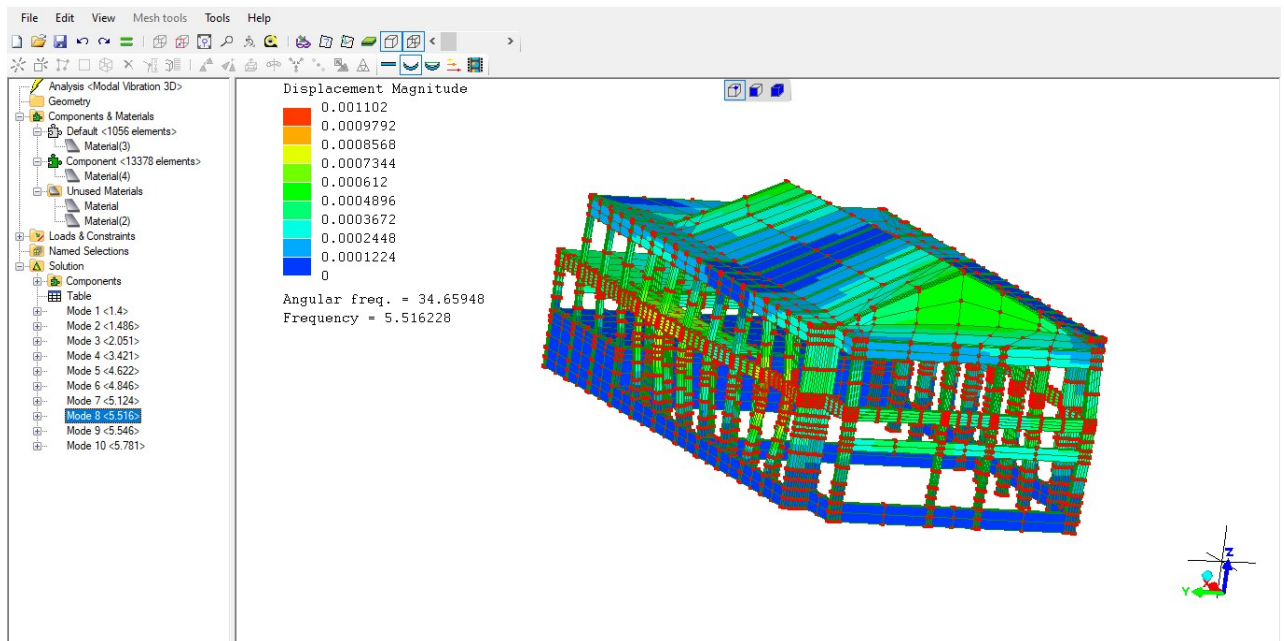 File Edit View Mesh tools Tools Help
Analysis <Modal Vibration 3D>
Geometry
Components & Materials
Default <1056 elements>
Material(3)
Component <13378 elements>
Material(4)
Unused Materials
Material
Material(2)
Loads & Constraints
Named Selections
Solution
Components
Table
Mode 1 <1.4>
Mode 2 <1.486>
Mode 3 <2.051>
Mode 4 <3.421>
Mode 5 <4.622>
Mode 6 <4.846>
Mode 7 <5.124>
Mode 8 <5.516>
Mode 9 <5.546>
Mode 10 <5.781>
Displacement Magnitude
0.001102
0.0009792
0.0008568
0.0007344
0.000612
0.0004896
0.0003672
0.0002448
0.0001224
0
Angular freq. = 34.65948
Frequency = 5.516228
Z
Y
X